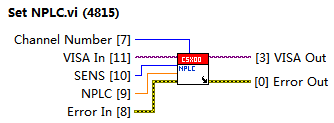 Set NPLC.vi (4815)
Channel Number [7]
VISA In [11]
SENS [10]
NPLC [9]
Error In [8]
CSX00
NPLC
[3] VISA Out
[0] Error Out